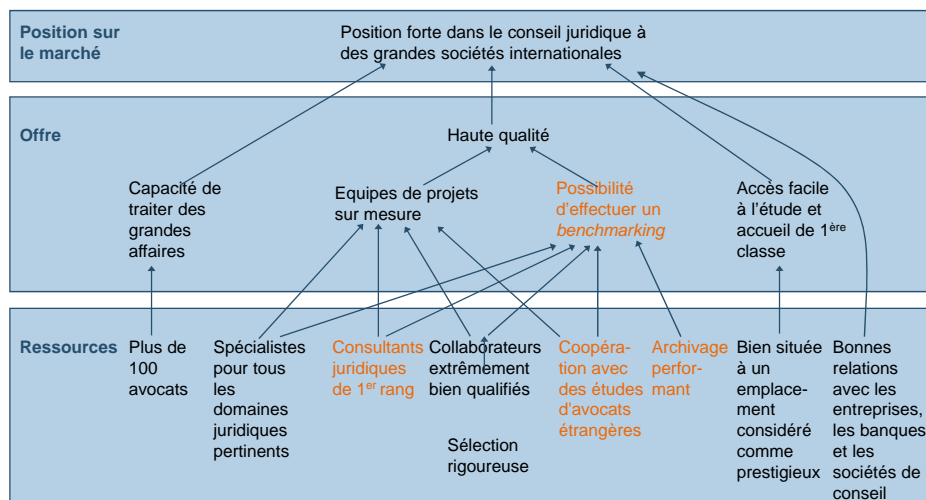 Position sur
le marché
Position forte dans le conseil juridique à
des grandes sociétés internationales
Offre
Haute qualité
Capacité de
traiter des
grandes
affaires
Equipes de projets
sur mesure
Possibilité
d'effectuer un
benchmarking
Accès facile
à l'étude et
accueil de 1ère
classe
Ressources
Plus de
100
avocats
Spécialistes
pour tous
les
domaines
juridiques
pertinents
Consultants
juridiques
de 1er rang
Collaborateurs
extrêmement
bien qualifiés
Sélection
rigoureuse
Coopéra-
tion avec
des études
d'avocats
étrangères
Archivage
perfor-
mant
Bien située
à un
emplace-
ment
considéré
comme
prestigieux
Bonnes
relations
avec les
entreprises,
les banques
et les
sociétés de
conseil